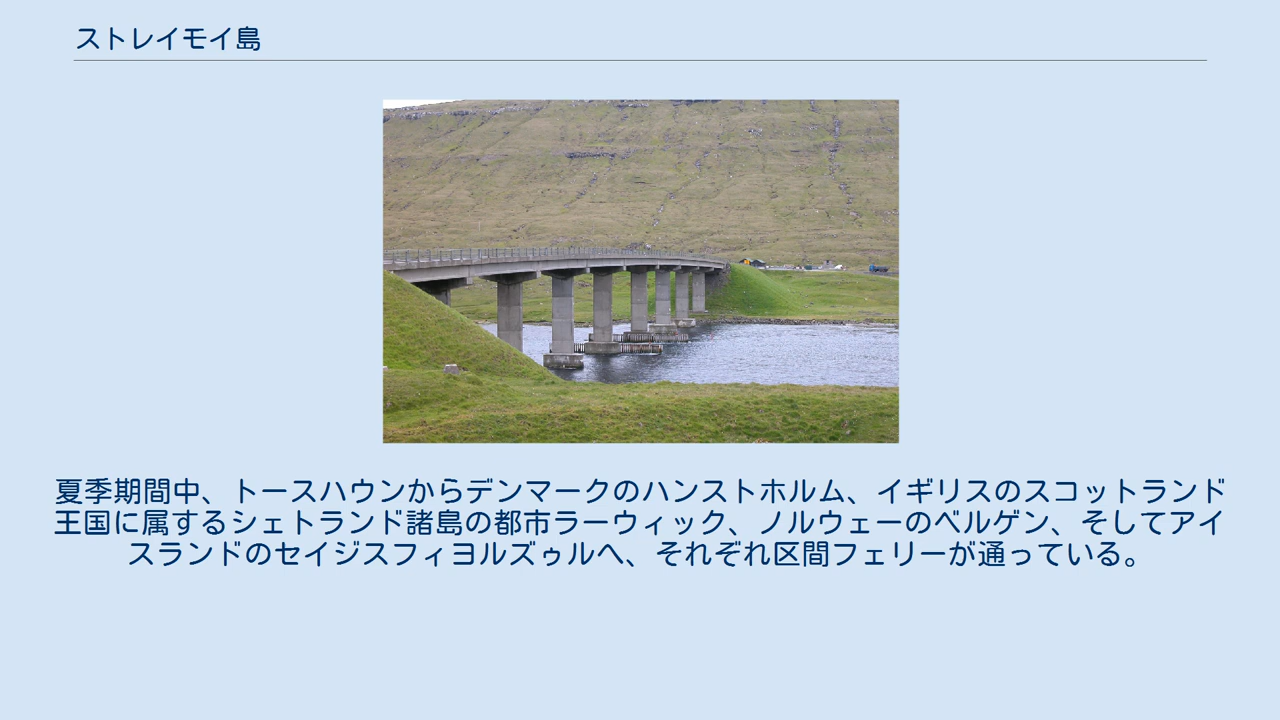 ストレイモイ島
夏季期間中、トースハウンからデンマークのハンストホルム、イギリスのスコットランド
王国に属するシェトランド諸島の都市ラーウィック、ノルウェーのベルゲン、そしてアイ
スランドのセイジスフィヨルズゥルへ、それぞれ区間フェリーが通っている。